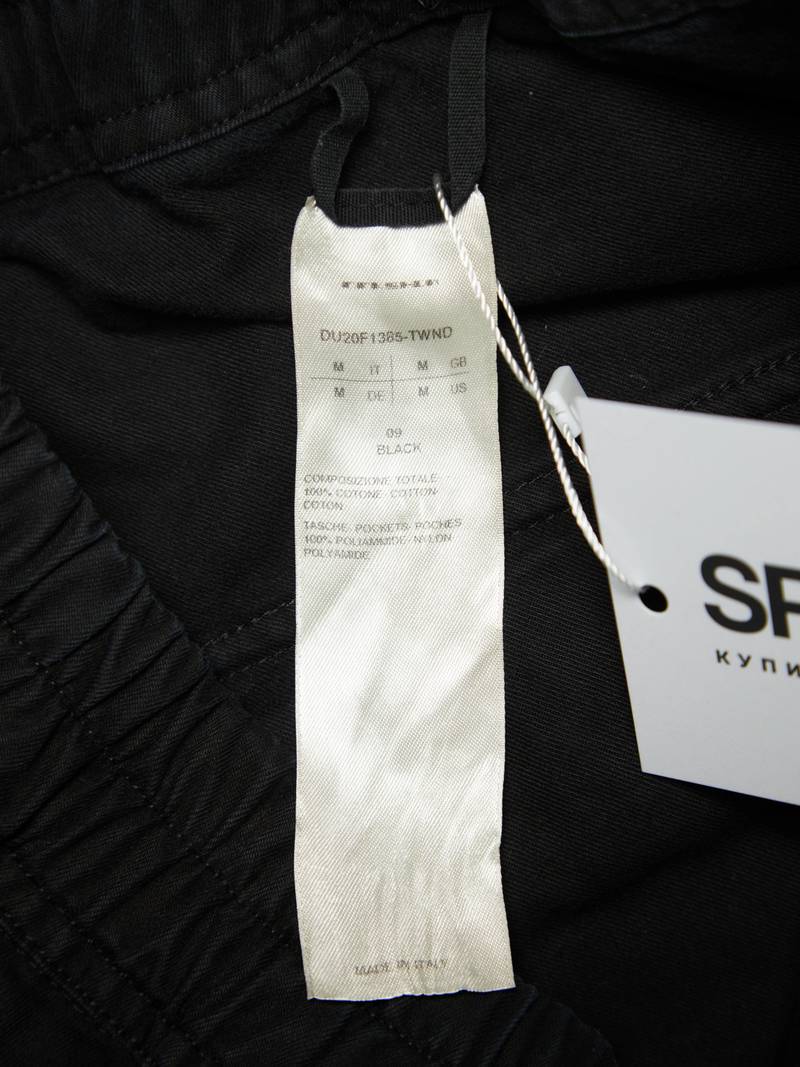 DU20F1385-TWND
M IT M GB
M DE M US
09
BLACK
COMPOSIZIONE TOTALE-
100% COTONE-COTTON-
COTON
TASCHE-POCKETS-POCHES
100% POLIAMMIDE-NYLON
POLYAMIDE
MADE IN ITALY
SP
КУПИ